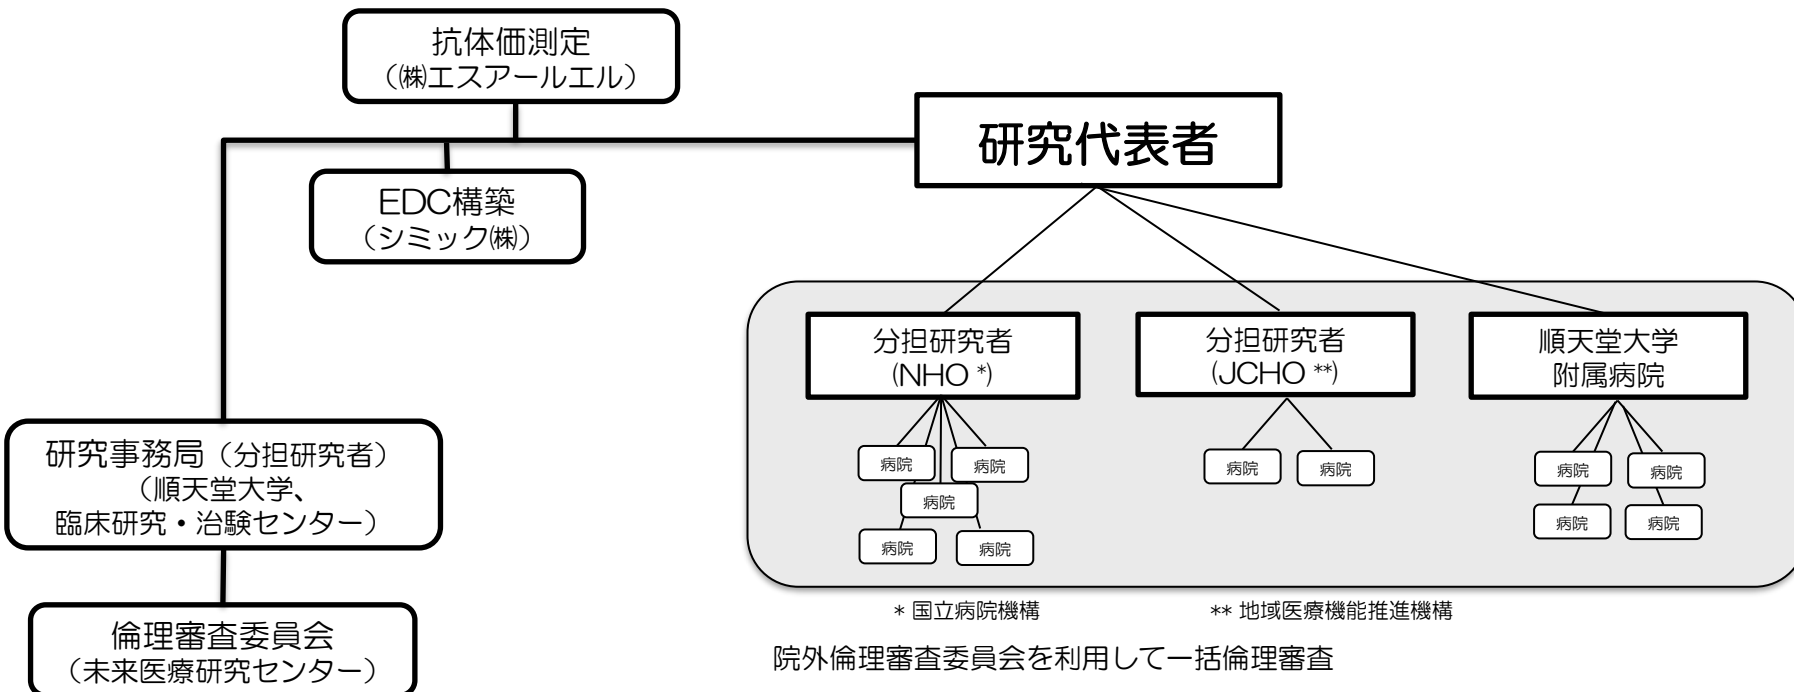 抗体価測定
（㈱エスアールエル）
研究代表者
EDC構築
（シミック㈱）
分担研究者
(NHO *)
分担研究者
(JCHO **)
順天堂大学
附属病院
病院
病院
病院
病院
病院
病院
病院
病院
病院
病院
病院
研究事務局（分担研究者）
（順天堂大学、
臨床研究・治験センター）
倫理審査委員会
（未来医療研究センター）
* 国立病院機構
** 地域医療機能推進機構
院外倫理審査委員会を利用して一括倫理審査